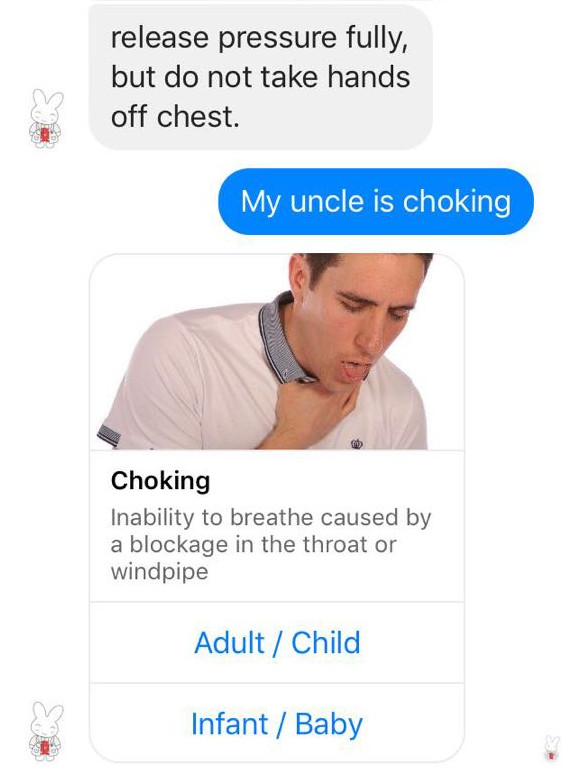 release pressure fully,
but do not take hands
off chest.
My uncle is choking
Choking
Inability to breathe caused by
a blockage in the throat or
windpipe
Adult / Child
Infant / Baby